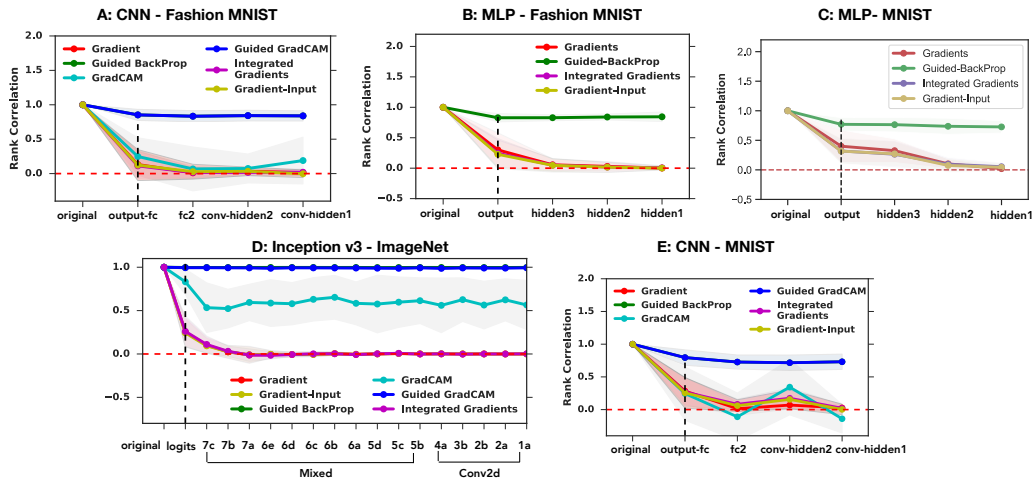 A: CNN - Fashion MNIST
2.0
1.5
1.0
0.5
0.0
Rank Correlation
Gradient
Guided BackProp
GradCAM
Guided GradCAM
Integrated
Gradients
Gradient-Input
original
output-fc
fc2
conv-hidden2
conv-hidden1
B: MLP - Fashion MNIST
2.0
1.5
1.0
0.5
0.0
−0.5
Rank Correlation
Gradients
Guided-BackProp
Integrated Gradients
Gradient-Input
original
output
hidden3
hidden2
hidden1
C: MLP- MNIST
2.0
1.5
1.0
0.5
0.0
−0.5
Rank Correlation
Gradients
Guided-BackProp
Integrated Gradients
Gradient-Input
original
output
hidden3
hidden2
hidden1
D: Inception v3 - ImageNet
1.0
0.5
0.0
−0.5
Rank Correlation
Gradient
Gradient-Input
Guided BackProp
GradCAM
Guided GradCAM
Integrated Gradients
original
logits
7c
7b
7a
6e
6d
6c
6b
6a
5d
5c
5b
4a
3b
2b
2a
1a
Mixed
Conv2d
E: CNN - MNIST
2.0
1.5
1.0
0.5
0.0
Rank Correlation
Gradient
Guided BackProp
GradCAM
Guided GradCAM
Integrated
Gradients
Gradient-Input
original
output-fc
fc2
conv-hidden2
conv-hidden1